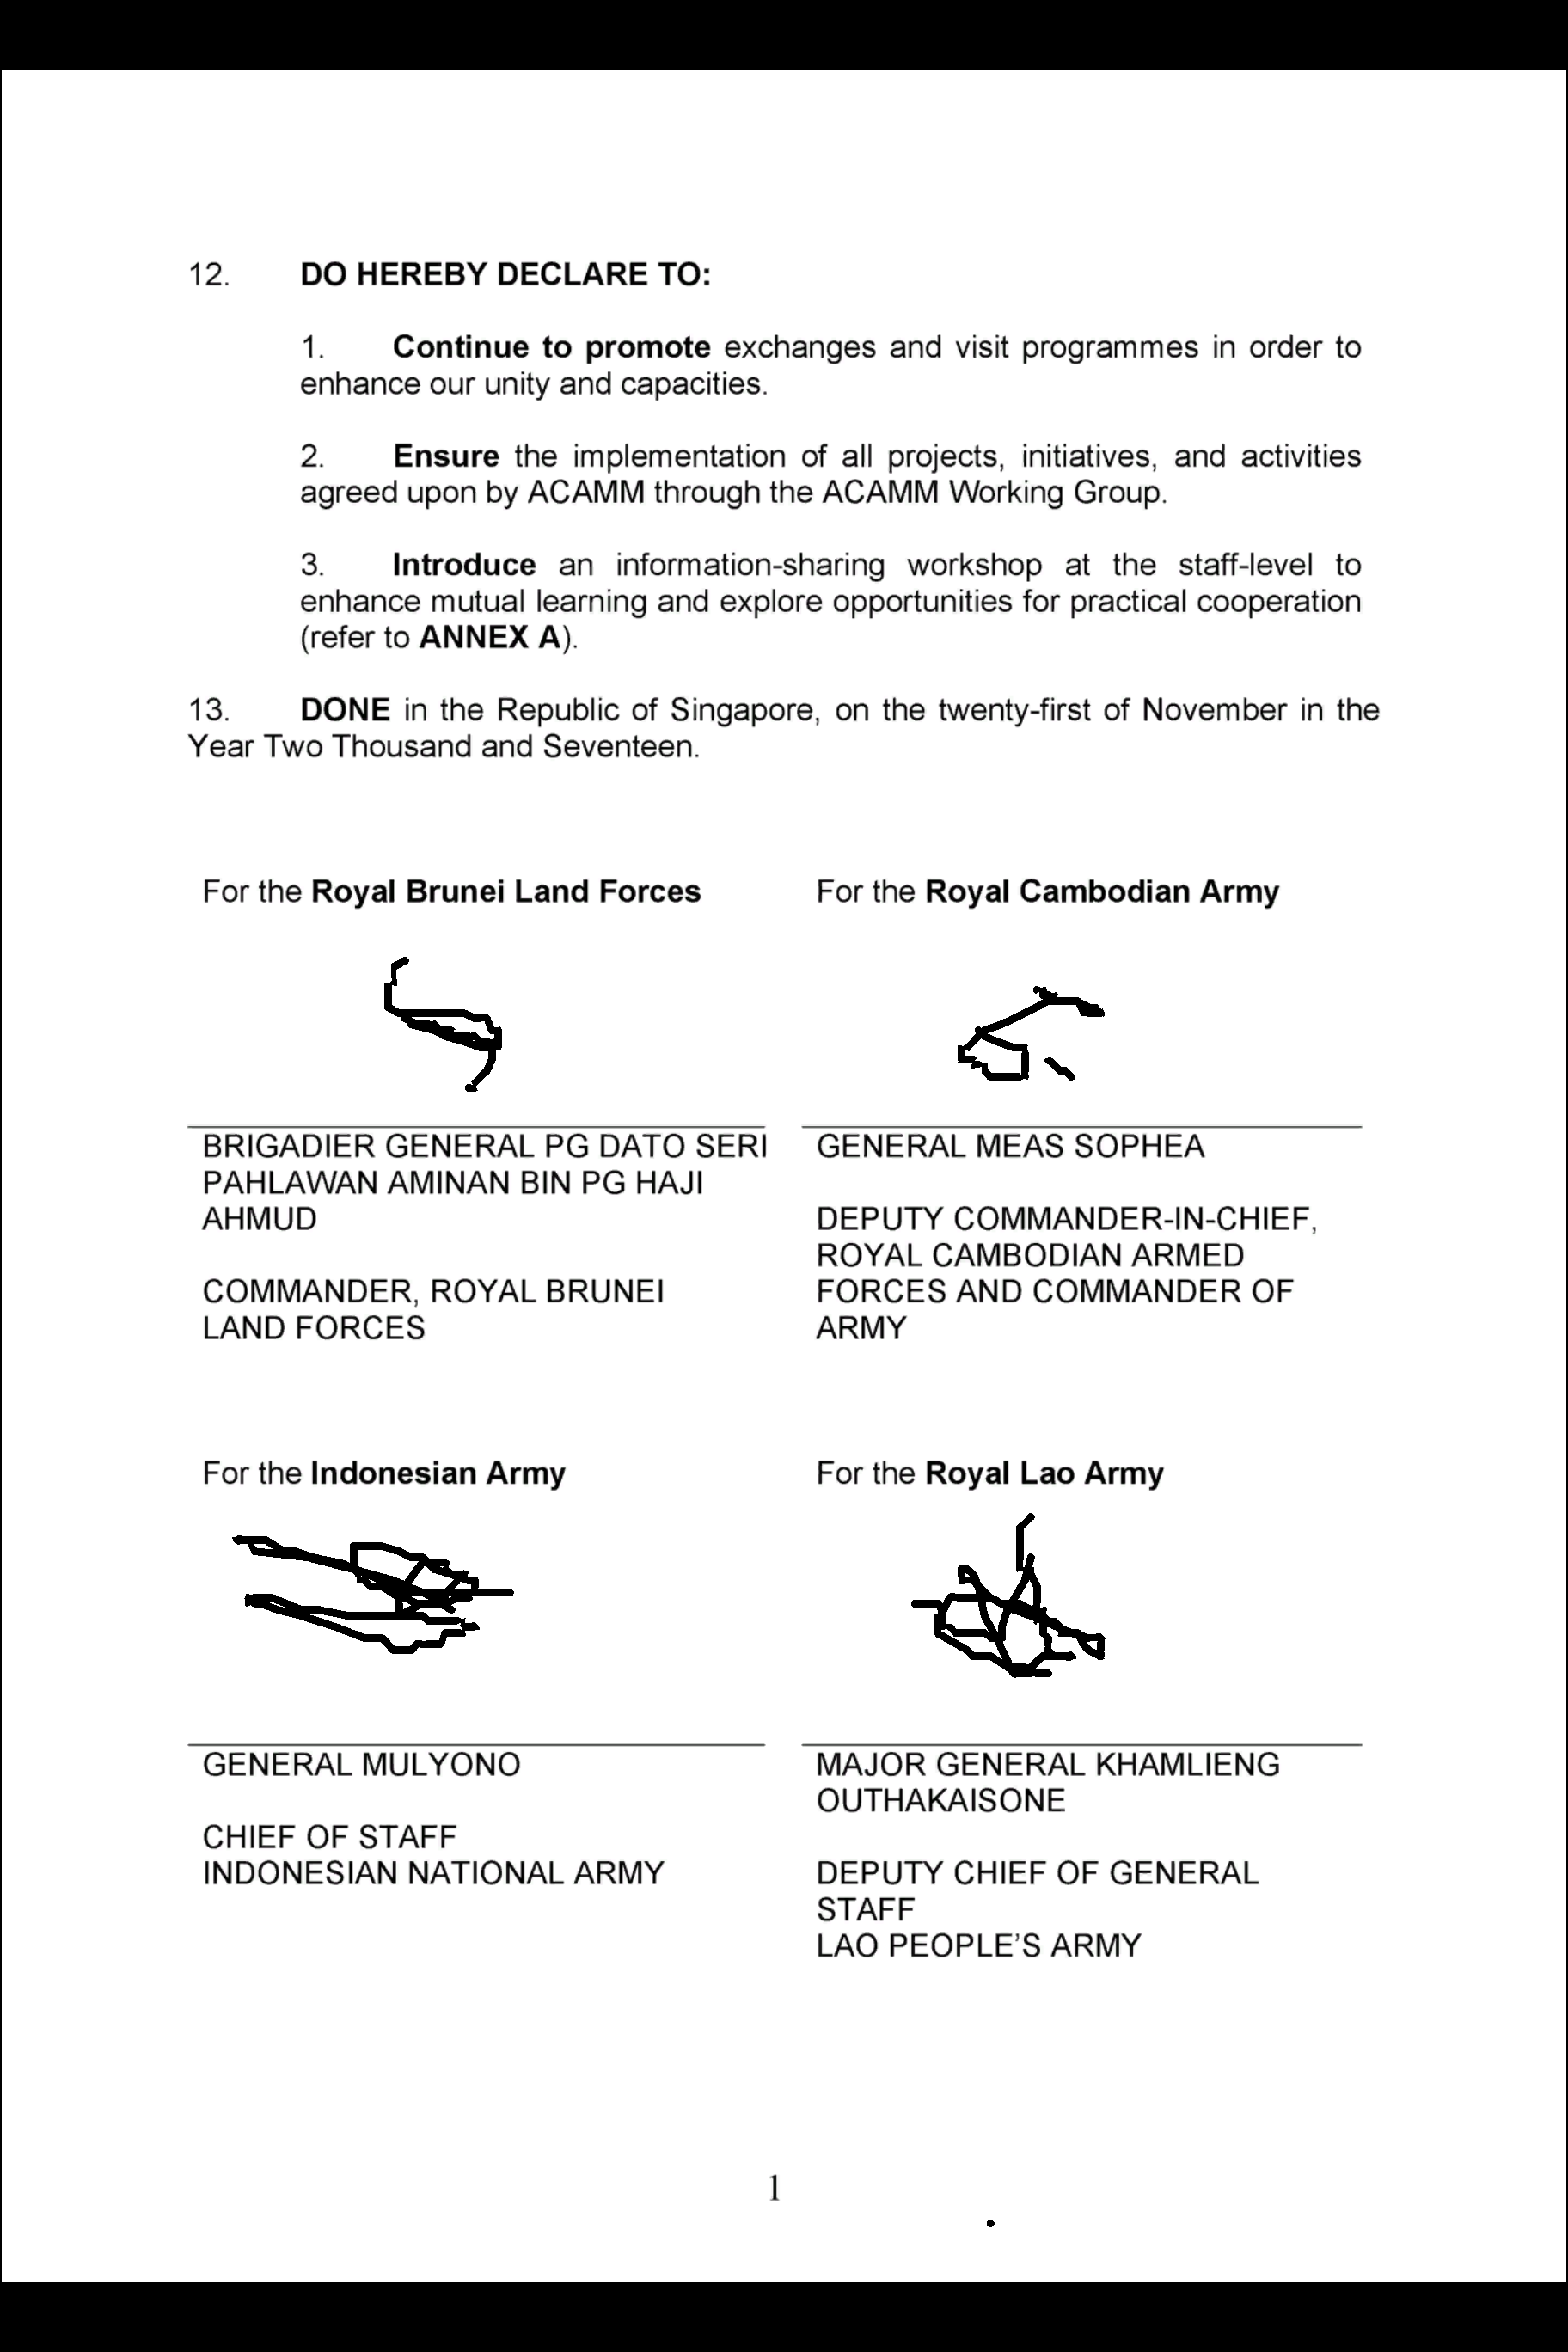 12. DO HEREBY DECLARE TO:
1. Continue to promote exchanges and visit programmes in order to
enhance our unity and capacities.
2. Ensure the implementation of all projects, initiatives, and activities
agreed upon by ACAMM through the ACAMM Working Group.
3. Introduce an information-sharing workshop at the staff-level to
enhance mutual learning and explore opportunities for practical cooperation
(refer to ANNEX A).
13. DONE in the Republic of Singapore, on the twenty-first of November in the
Year Two Thousand and Seventeen.
For the Royal Brunei Land Forces
BRIGADIER GENERAL PG DATO SERI
PAHLAWAN AMINAN BIN PG HAJI
AHMUD
COMMANDER, ROYAL BRUNEI
LAND FORCES
For the Royal Cambodian Army
GENERAL MEAS SOPHEA
DEPUTY COMMANDER-IN-CHIEF,
ROYAL CAMBODIAN ARMED
FORCES AND COMMANDER OF
ARMY
For the Indonesian Army
GENERAL MULYONO
CHIEF OF STAFF
INDONESIAN NATIONAL ARMY
For the Royal Lao Army
MAJOR GENERAL KHAMLIENG
OUTHAKAISONE
DEPUTY CHIEF OF GENERAL
STAFF
LAO PEOPLE'S ARMY
1